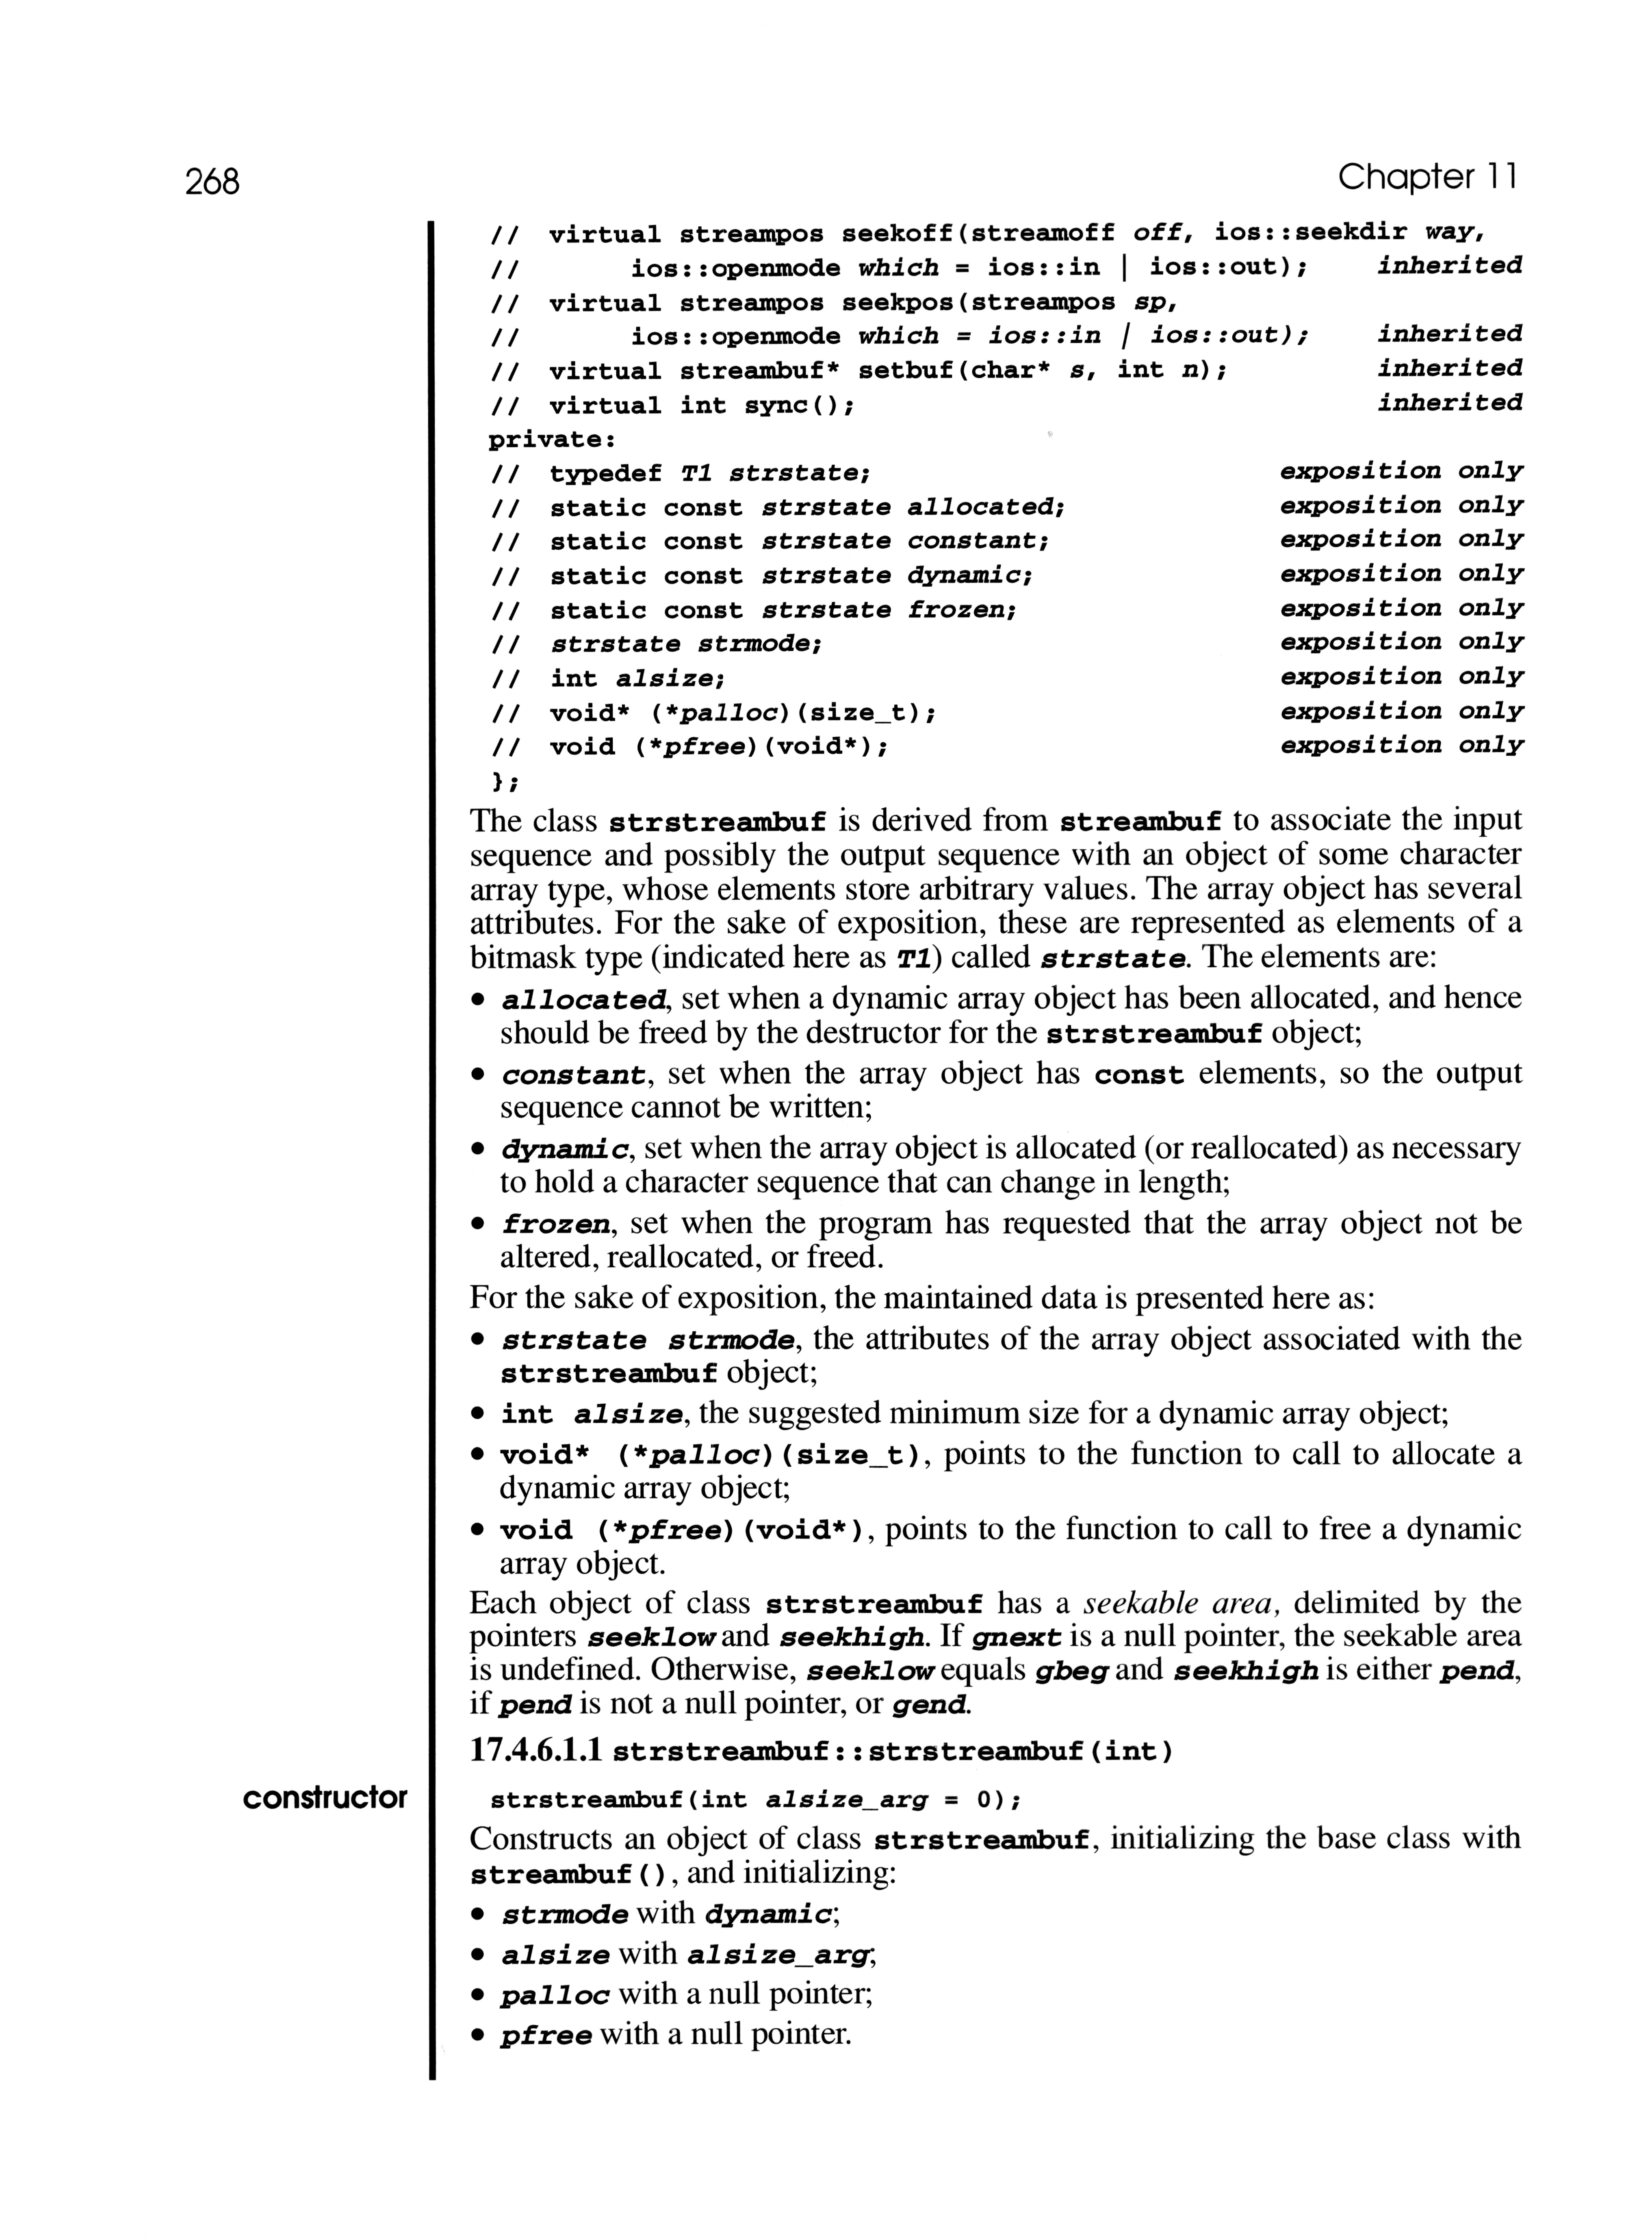 268 Chapter 11
// virtual streampos seekoff(streamoff off, ios::seekdir way,
// ios::openmode which = ios::in | ios::out); inherited
// virtual streampos seekpos(streampos sp,
// ios::openmode which = ios::in | ios::out); inherited
// virtual streambuf* setbuf(char* s, int n); inherited
// virtual int sync(); inherited
private:
// typedef T1 strstate; exposition only
// static const strstate allocated; exposition only
// static const strstate constant; exposition only
// static const strstate dynamic; exposition only
// static const strstate frozen; exposition only
// strstate strmode; exposition only
// int alsize; exposition only
// void* (*palloc)(size_t); exposition only
// void (*pfree)(void*); exposition only
};
The class strstreambuf is derived from streambuf to associate the input
sequence and possibly the output sequence with an object of some character
array type, whose elements store arbitrary values. The array object has several
attributes. For the sake of exposition, these are represented as elements of a
bitmask type (indicated here as T1) called strstate. The elements are:
• allocated, set when a dynamic array object has been allocated, and hence
should be freed by the destructor for the strstreambuf object;
• constant, set when the array object has const elements, so the output
sequence cannot be written;
• dynamic, set when the array object is allocated (or reallocated) as necessary
to hold a character sequence that can change in length;
• frozen, set when the program has requested that the array object not be
altered, reallocated, or freed.
For the sake of exposition, the maintained data is presented here as:
• strstate strmode, the attributes of the array object associated with the
strstreambuf object;
• int alsize, the suggested minimum size for a dynamic array object;
• void* (*palloc)(size_t), points to the function to call to allocate a
dynamic array object;
• void (*pfree)(void*), points to the function to call to free a dynamic
array object.
Each object of class strstreambuf has a seekable area, delimited by the
pointers seeklow and seekhigh. If gnext is a null pointer, the seekable area
is undefined. Otherwise, seeklow equals gbeg and seekhigh is either pend,
if pend is not a null pointer, or gend.
17.4.6.1.1 strstreambuf::strstreambuf(int)
constructor strstreambuf(int alsize_arg = 0);
Constructs an object of class strstreambuf, initializing the base class with
streambuf(), and initializing:
• strmode with dynamic;
• alsize with alsize_arg;
• palloc with a null pointer;
• pfree with a null pointer.